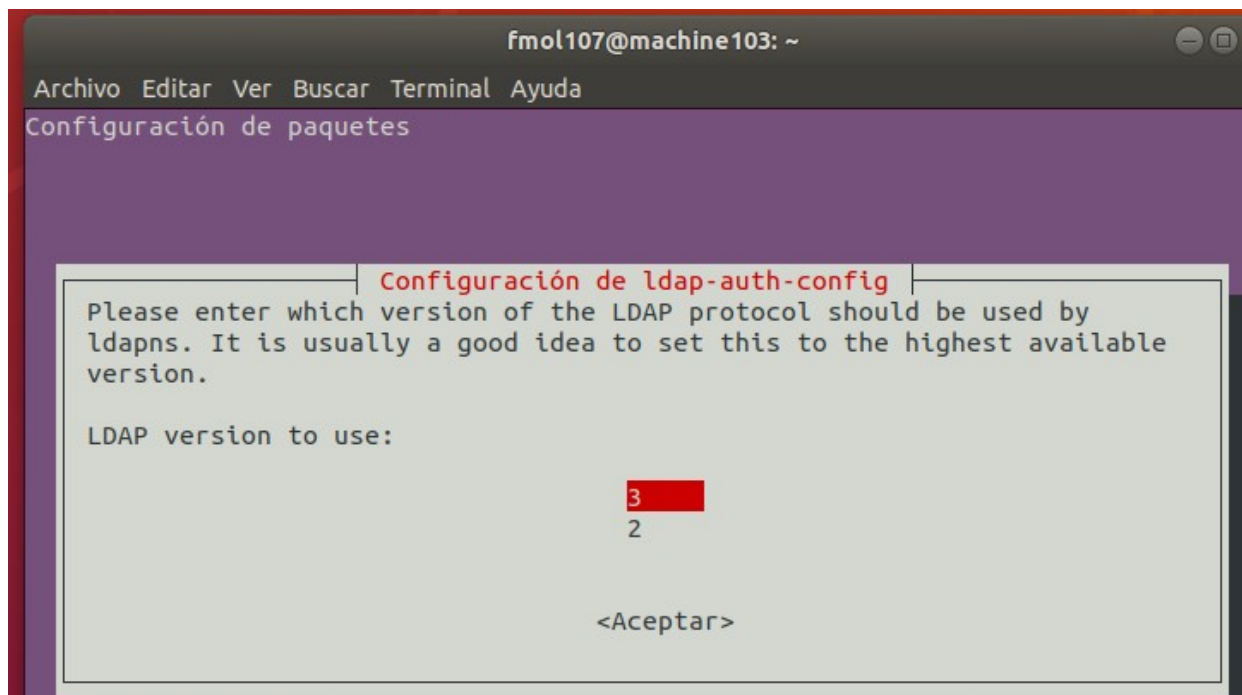 fmol107@machine103: ~
Archivo Editar Ver Buscar Terminal Ayuda
Configuración de paquetes
Configuración de ldap-auth-config
Please enter which version of the LDAP protocol should be used by
ldapns. It is usually a good idea to set this to the highest available
version.
LDAP version to use:
3
2
<Aceptar>